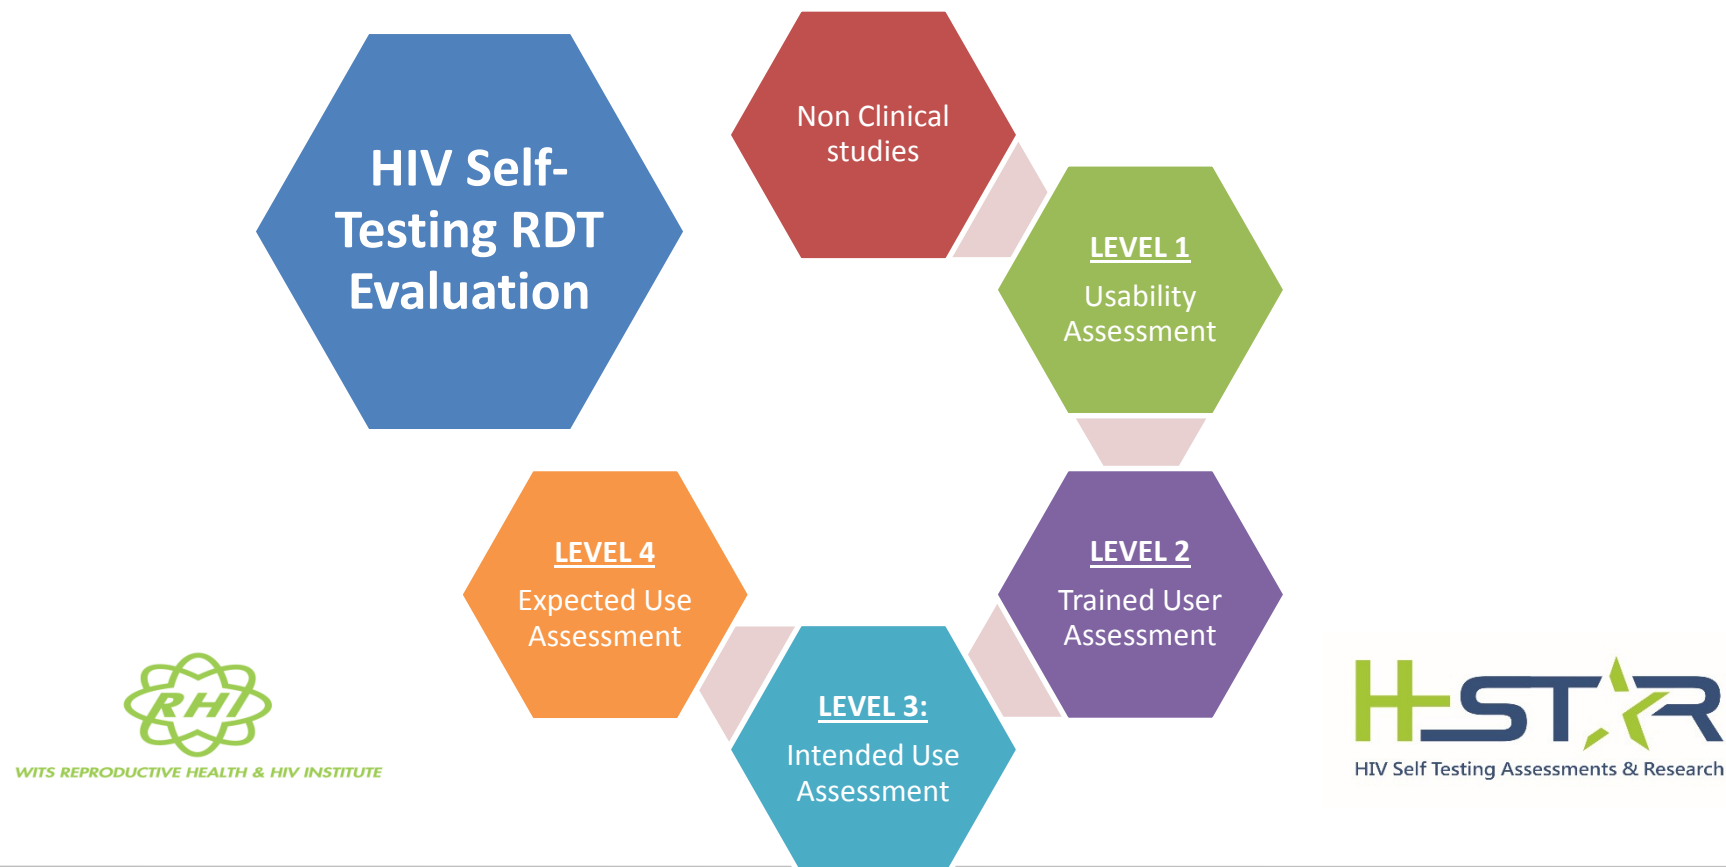 HIV Self-
Testing RDT
Evaluation
Non Clinical
studies
LEVEL 1
Usability
Assessment
LEVEL 2
Trained User
Assessment
LEVEL 3:
Intended Use
Assessment
LEVEL 4
Expected Use
Assessment
RHI
WITS REPRODUCTIVE HEALTH & HIV INSTITUTE
H-STAR
HIV Self Testing Assessments & Research